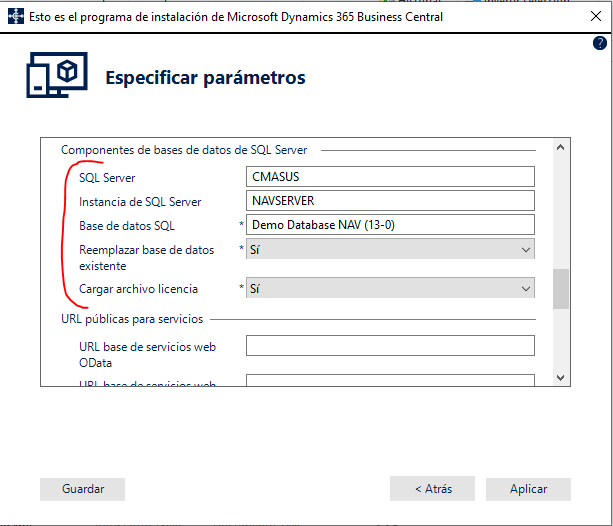 Esto es el programa de instalación de Microsoft Dynamics 365 Business Central
?
Especificar parámetros
Componentes de bases de datos de SQL Server
SQL Server CMASUS
Instancia de SQL Server NAVSERVER
Base de datos SQL * Demo Database NAV (13-0)
Reemplazar base de datos * Sí
existente
Cargar archivo licencia * Sí
URL públicas para servicios
URL base de servicios web
OData
URL base de servicios web
Guardar < Atrás Aplicar